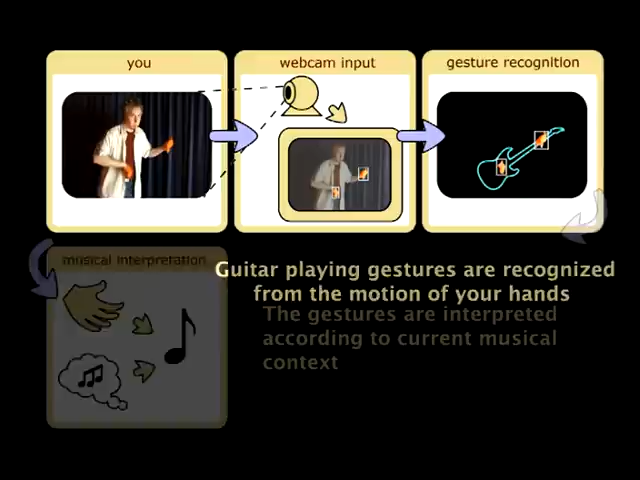 you
webcam input
gesture recognition
musical interpretation
Guitar playing gestures are recognized
from the motion of your hands
The gestures are interpreted
according to current musical
context